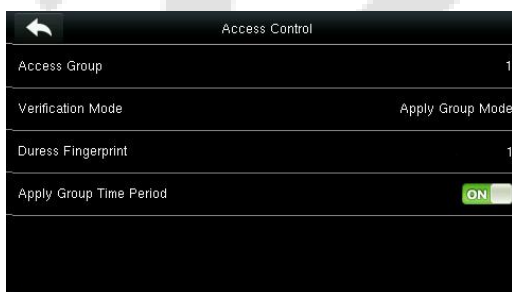 Access Control
Access Group 1
Verification Mode Apply Group Mode
Duress Fingerprint 1
Apply Group Time Period ON